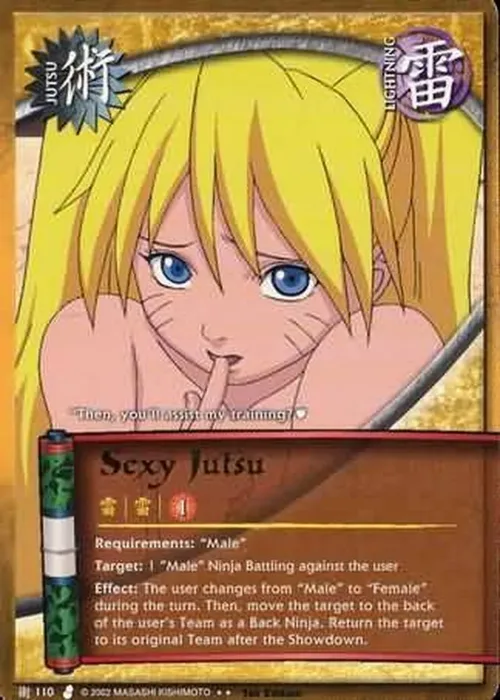 JUTSU
術
LIGHTNING
雷
"Then, you'll assist my training?♥
Sexy Jutsu
雷 雷 1
Requirements: "Male"
Target: 1 "Male" Ninja Battling against the user
Effect: The user changes from "Male" to "Female"
during the turn. Then, move the target to the back
of the user's Team as a Back Ninja. Return the target
to its original Team after the Showdown.
術 110 © 2002 MASASHI KISHIMOTO ★★ 1st Edition